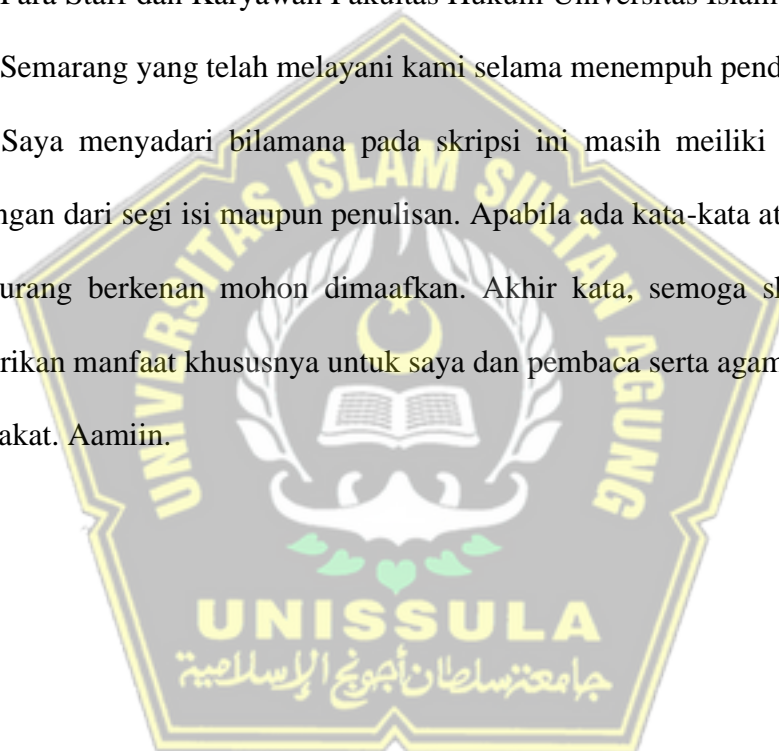 Para Staff dan Karyawan Fakultas Hukum Universitas Islam
Semarang yang telah melayani kami selama menempuh pend
Saya menyadari bilamana pada skripsi ini masih meiliki
ngan dari segi isi maupun penulisan. Apabila ada kata-kata at
urang berkenan mohon dimaafkan. Akhir kata, semoga sk
rikan manfaat khususnya untuk saya dan pembaca serta agam
akat. Aamiin.
UNIVERSITAS ISLAM SULTAN AGUNG
UNISSULA
جامعة سلطان أجونج الإسلامية